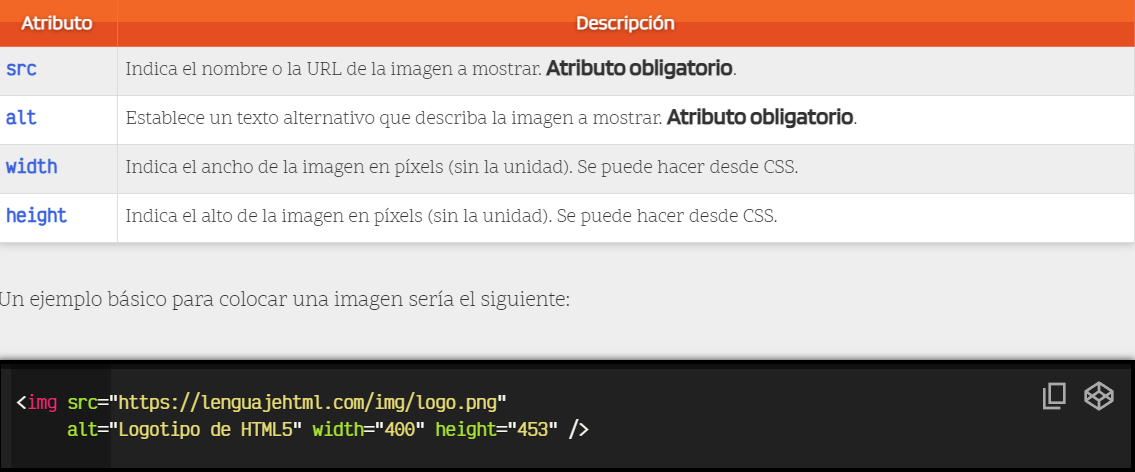 Atributo Descripción
src Indica el nombre o la URL de la imagen a mostrar. Atributo obligatorio.
alt Establece un texto alternativo que describa la imagen a mostrar. Atributo obligatorio.
width Indica el ancho de la imagen en píxels (sin la unidad). Se puede hacer desde CSS.
height Indica el alto de la imagen en píxels (sin la unidad). Se puede hacer desde CSS.
Un ejemplo básico para colocar una imagen sería el siguiente:
<img src="https://lenguajehtml.com/img/logo.png"
alt="Logotipo de HTML5" width="400" height="453" />